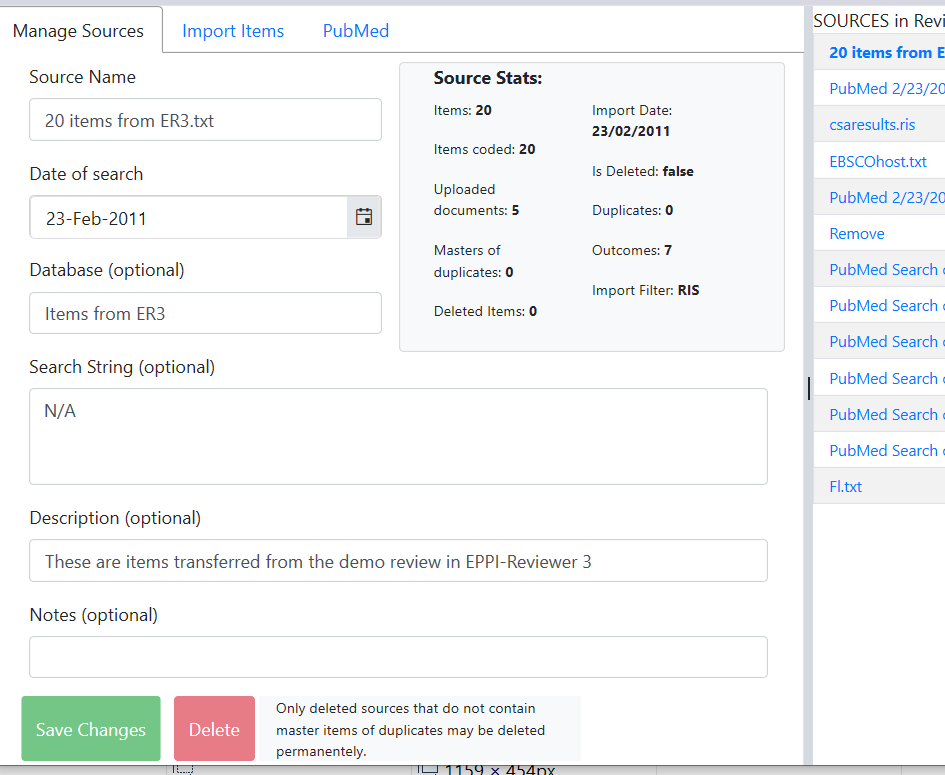 Manage Sources
Import Items
PubMed
Source Name
20 items from ER3.txt
Date of search
23-Feb-2011
Database (optional)
Items from ER3
Source Stats:
Items: 20
Items coded: 20
Uploaded
documents: 5
Masters of
duplicates: 0
Deleted Items: 0
Import Date:
23/02/2011
Is Deleted: false
Duplicates: 0
Outcomes: 7
Import Filter: RIS
Search String (optional)
N/A
Description (optional)
These are items transferred from the demo review in EPPI-Reviewer 3
Notes (optional)
Save Changes
Delete
Only deleted sources that do not contain
master items of duplicates may be deleted
permanentely.
SOURCES in Revi
20 items from E
PubMed 2/23/20
csaresults.ris
EBSCOhost.txt
PubMed 2/23/20
Remove
PubMed Search
PubMed Search
PubMed Search
PubMed Search
PubMed Search
PubMed Search
Fl.txt
1159 × 454px